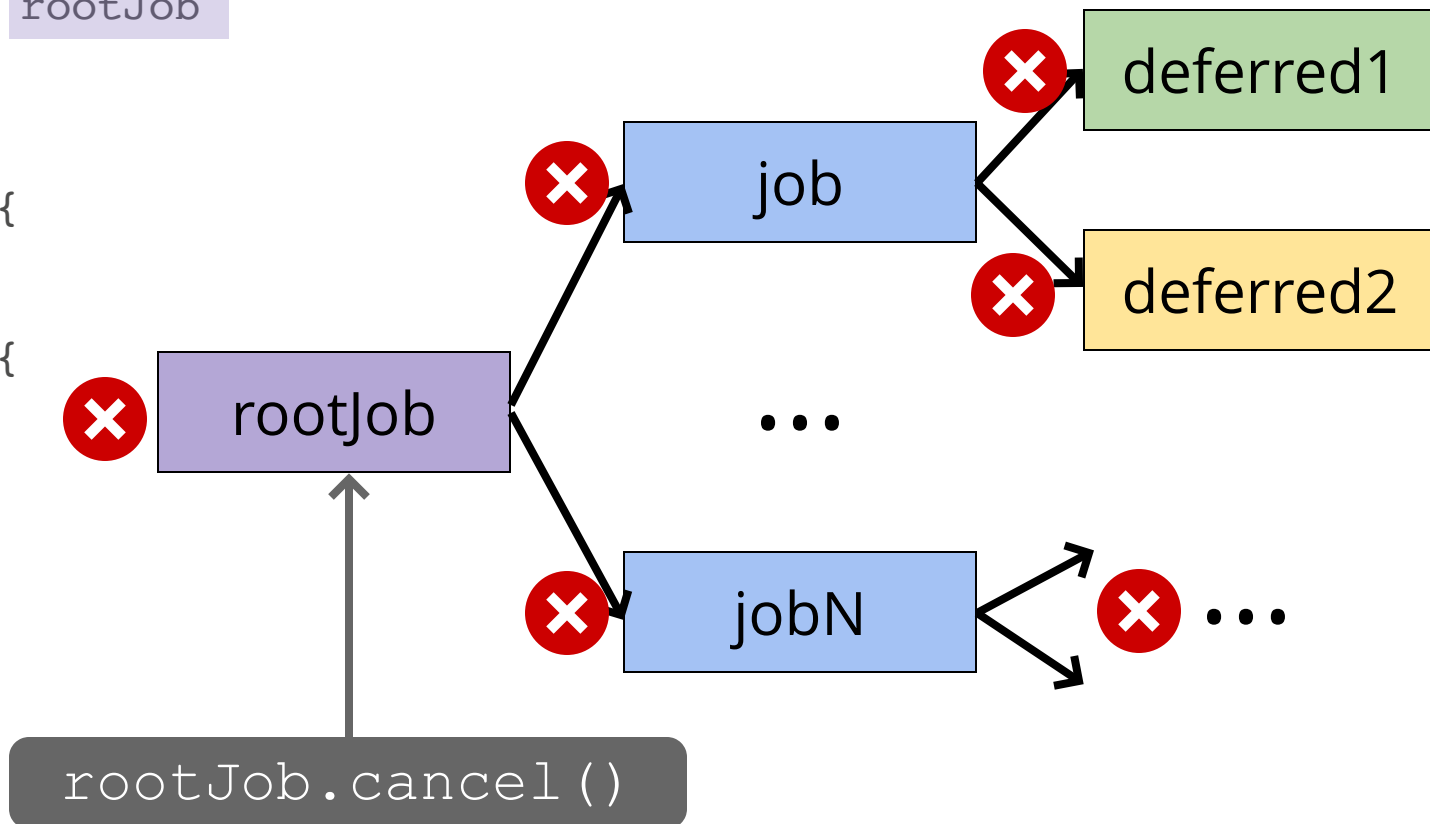 rootJob
deferred1
job
{
deferred2
{
rootJob
...
jobN
...
rootJob.cancel()